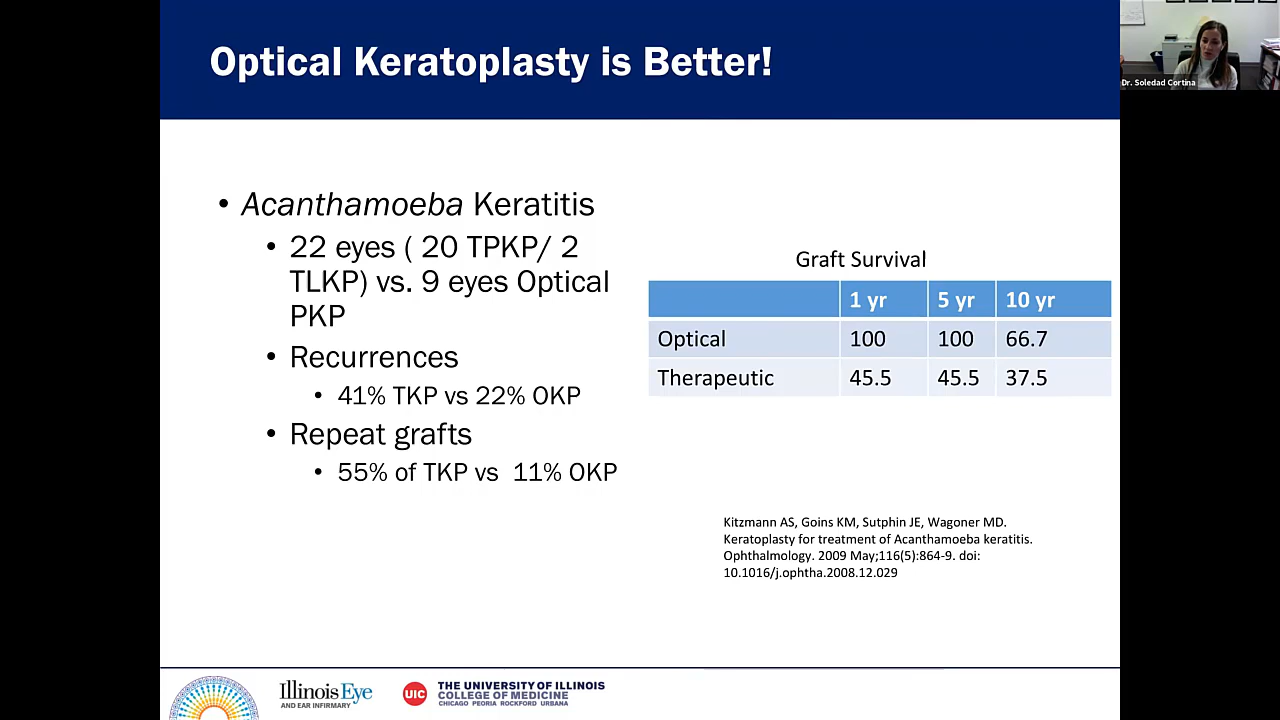 Optical Keratoplasty is Better!
Dr. Soledad Cortina
• Acanthamoeba Keratitis
• 22 eyes ( 20 TPKP/ 2
TLKP) vs. 9 eyes Optical
PKP
• Recurrences
• 41% TKP vs 22% OKP
• Repeat grafts
• 55% of TKP vs 11% OKP
Graft Survival
1 yr 5 yr 10 yr
Optical 100 100 66.7
Therapeutic 45.5 45.5 37.5
Kitzmann AS, Goins KM, Sutphin JE, Wagoner MD.
Keratoplasty for treatment of Acanthamoeba keratitis.
Ophthalmology. 2009 May;116(5):864-9. doi:
10.1016/j.ophtha.2008.12.029
Illinois Eye
AND EAR INFIRMARY
UIC
THE UNIVERSITY OF ILLINOIS
COLLEGE OF MEDICINE
CHICAGO PEORIA ROCKFORD URBANA